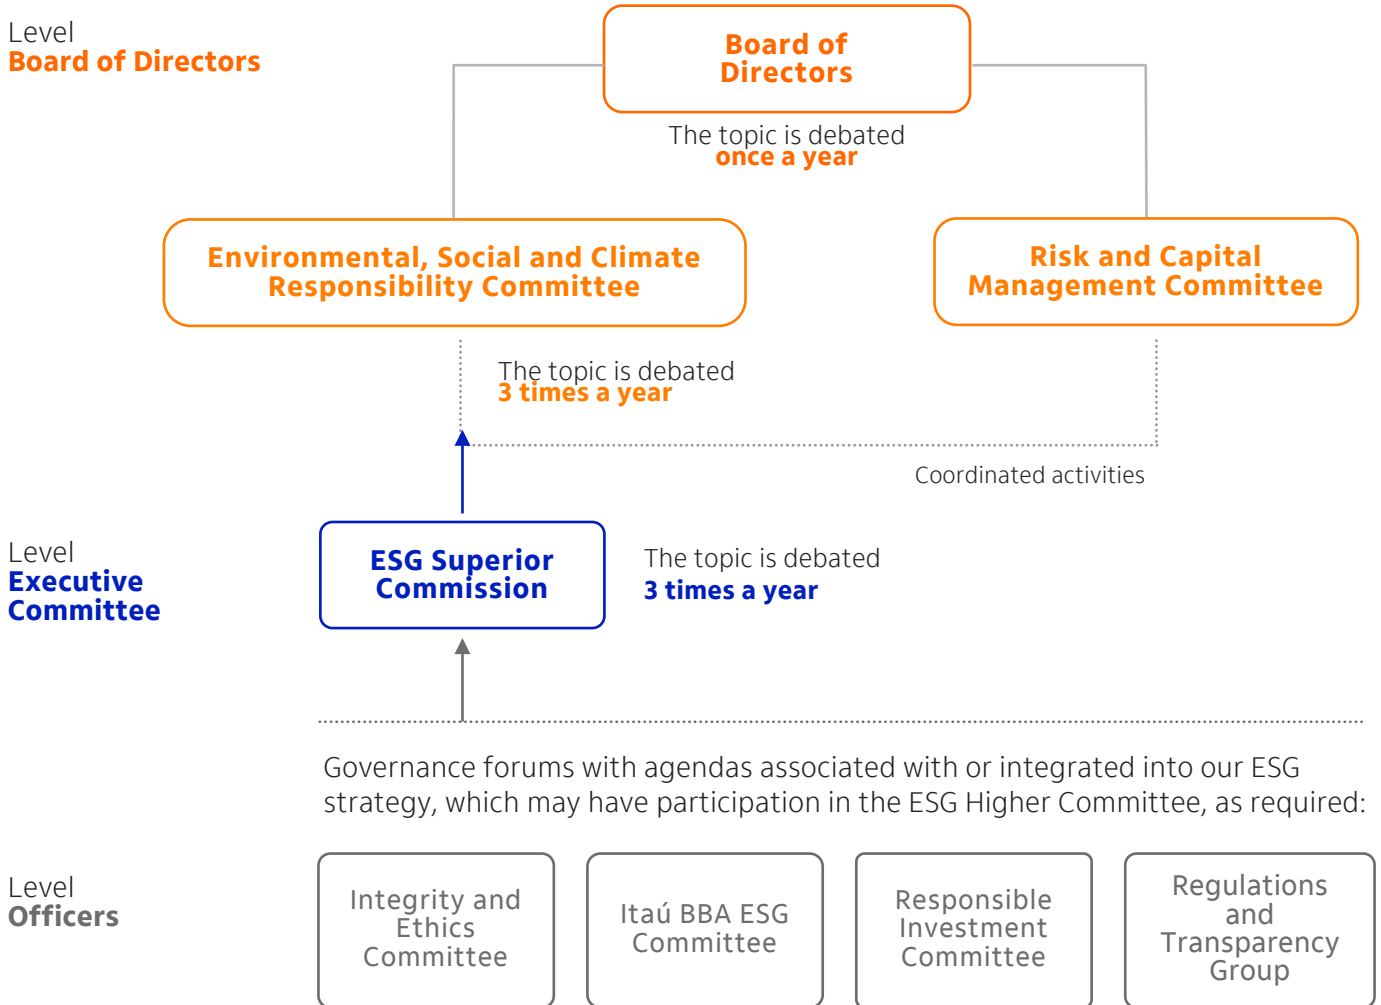 Level
Board of Directors
Board of
Directors
The topic is debated
once a year
Environmental, Social and Climate
Responsibility Committee
Risk and Capital
Management Committee
The topic is debated
3 times a year
Coordinated activities
Level
Executive
Committee
ESG Superior
Commission
The topic is debated
3 times a year
Governance forums with agendas associated with or integrated into our ESG
strategy, which may have participation in the ESG Higher Committee, as required:
Level
Officers
Integrity and
Ethics
Committee
Itaú BBA ESG
Committee
Responsible
Investment
Committee
Regulations
and
Transparency
Group